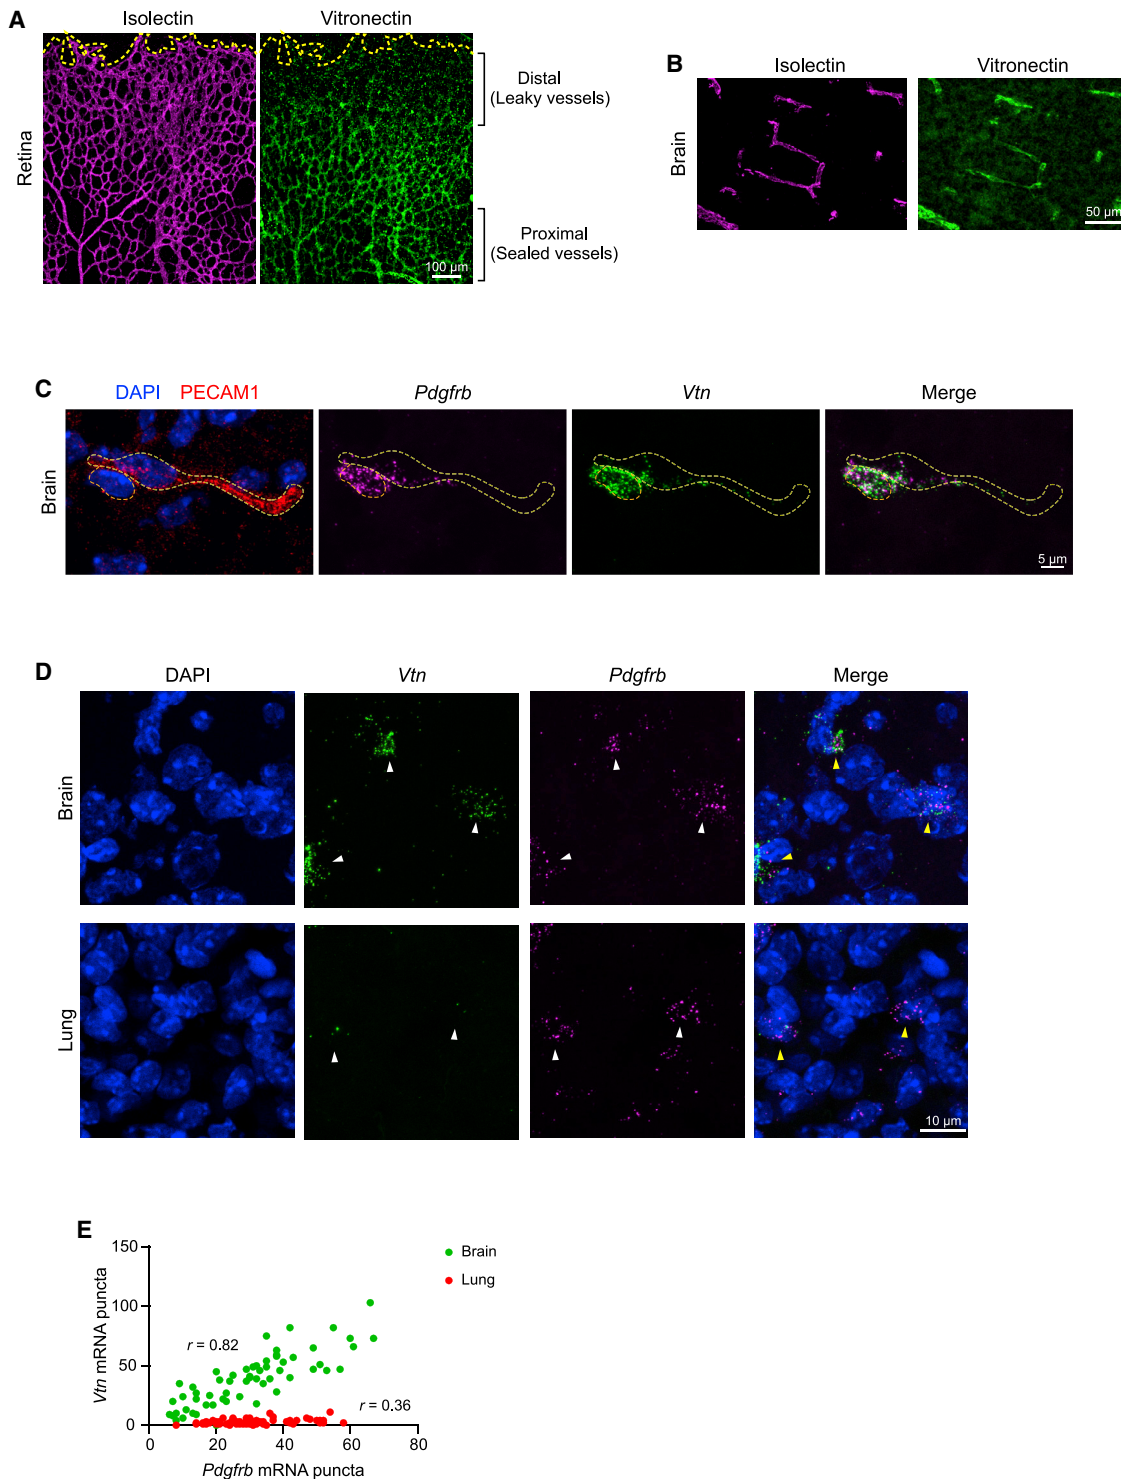 A
Isolectin
Vitronectin
Retina
Distal
(Leaky vessels)
Proximal
(Sealed vessels)
100 µm
B
Isolectin
Vitronectin
Brain
50 µm
C
DAPI PECAM1
Pdgfrb
Vtn
Merge
Brain
5 µm
D
DAPI
Vtn
Pdgfrb
Merge
Brain
Lung
10 µm
E
Vtn mRNA puncta
150
100
50
0
r = 0.82
r = 0.36
Brain
Lung
0
20
40
60
80
Pdgfrb mRNA puncta